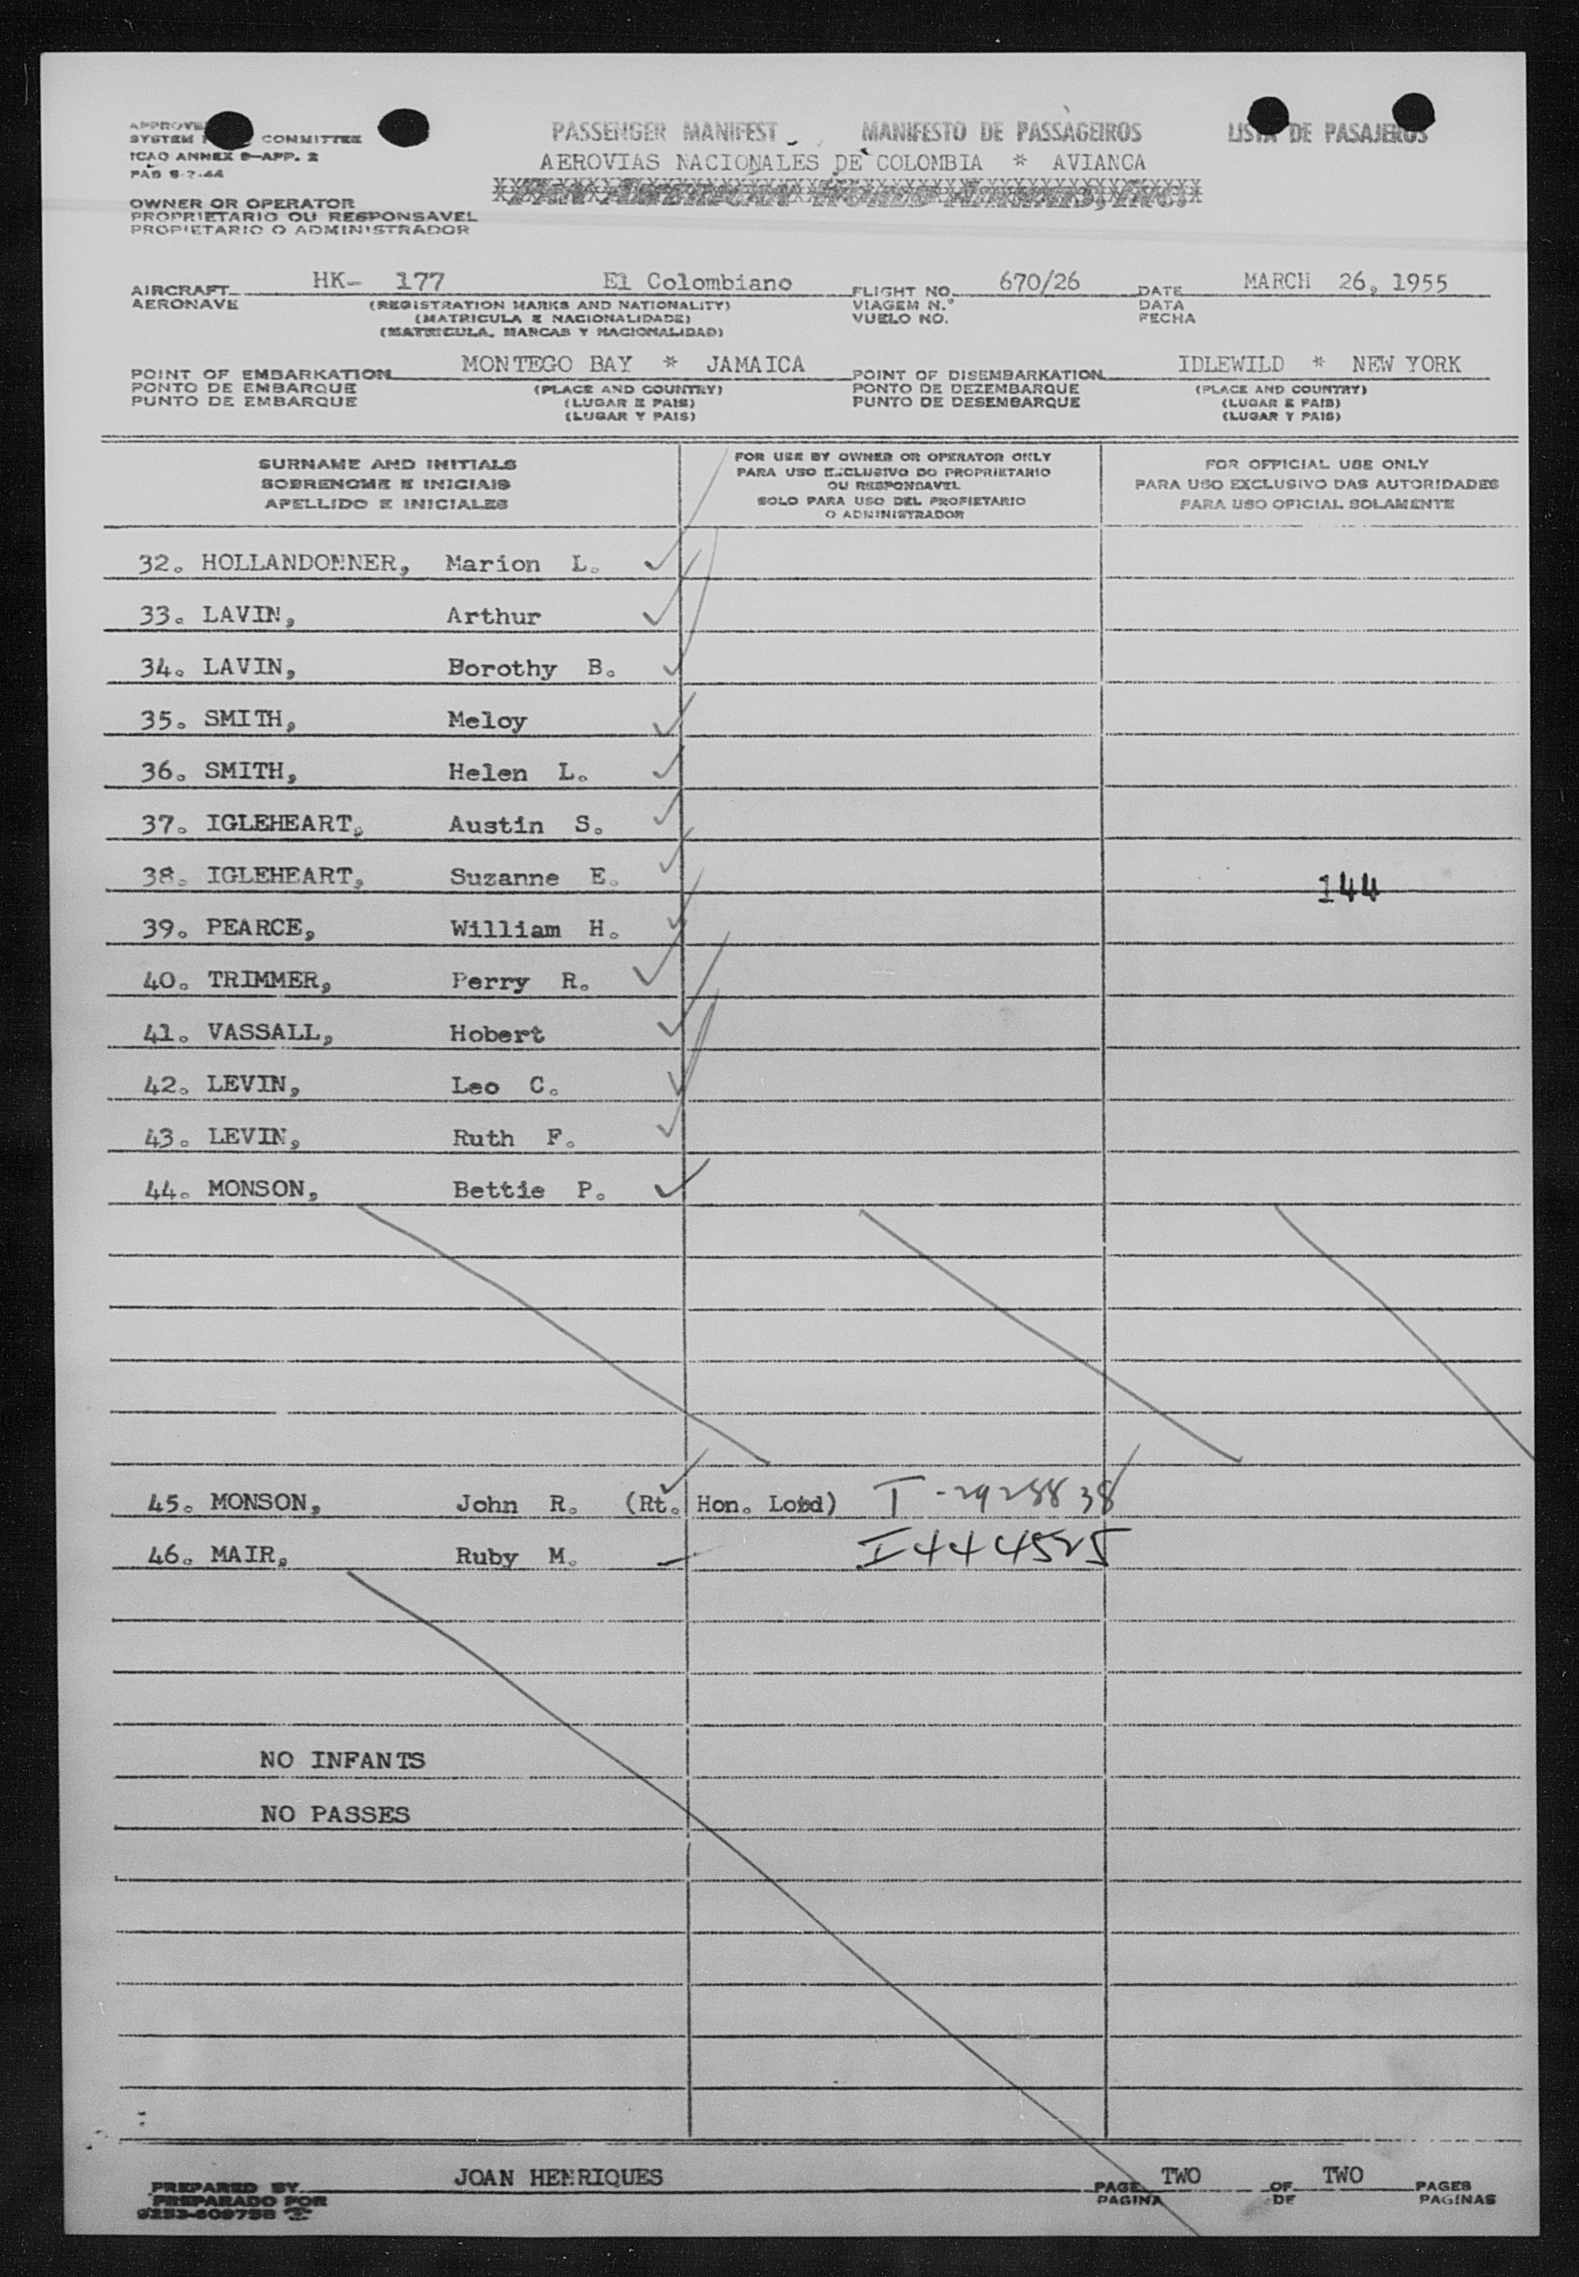 PASSENGER MANIFEST MANIFESTO DE PASSAGEIROS LISTA DE PASAJEROS
AEROVIAS NACIONALES DE COLOMBIA * AVIANCA
APPROVED
SYSTEM COMMITTEE
ICAO ANNEX 9-APP. 2
OWNER OR OPERATOR
PROPRIETARIO OU RESPONSAVEL
PROPIETARIO O ADMINISTRADOR
AIRCRAFT HK- 177 El Colombiano FLIGHT NO. 670/26 DATE MARCH 26, 1955
AERONAVE (REGISTRATION MARKS AND NATIONALITY) VIAGEM N.º DATA
(MATRICULA E NACIONALIDADE) VUELO NO. FECHA
(MATRICULA, MARCAS Y NACIONALIDAD)
POINT OF EMBARKATION MONTEGO BAY * JAMAICA POINT OF DISEMBARKATION IDLEWILD * NEW YORK
PONTO DE EMBARQUE (PLACE AND COUNTRY) PONTO DE DEZEMBARQUE (PLACE AND COUNTRY)
PUNTO DE EMBARQUE (LUGAR E PAIS) PUNTO DE DESEMBARQUE (LUGAR E PAIS)
(LUGAR Y PAIS) (LUGAR Y PAIS)
SURNAME AND INITIALS
SOBRENOME E INICIAIS
APELLIDO E INICIALES
FOR USE BY OWNER OR OPERATOR ONLY
PARA USO EXCLUSIVO DO PROPRIETARIO
OU RESPONSAVEL
SOLO PARA USO DEL PROPIETARIO
O ADMINISTRADOR
FOR OFFICIAL USE ONLY
PARA USO EXCLUSIVO DAS AUTORIDADES
PARA USO OFICIAL SOLAMENTE
32. HOLLANDONNER, Marion L.
33. LAVIN, Arthur
34. LAVIN, Dorothy B.
35. SMITH, Meloy
36. SMITH, Helen L.
37. IGLEHEART, Austin S.
38. IGLEHEART, Suzanne E. 144
39. PEARCE, William H.
40. TRIMMER, Perry R.
41. VASSALL, Hobert
42. LEVIN, Leo C.
43. LEVIN, Ruth F.
44. MONSON, Bettie P.
45. MONSON, John R. (Rt. Hon. Lord) I-2928838
46. MAIR, Ruby M. I444525
NO INFANTS
NO PASSES
PREPARED BY JOAN HENRIQUES PAGE TWO OF TWO PAGES
PREPARADO POR PAGINA DE PAGINAS